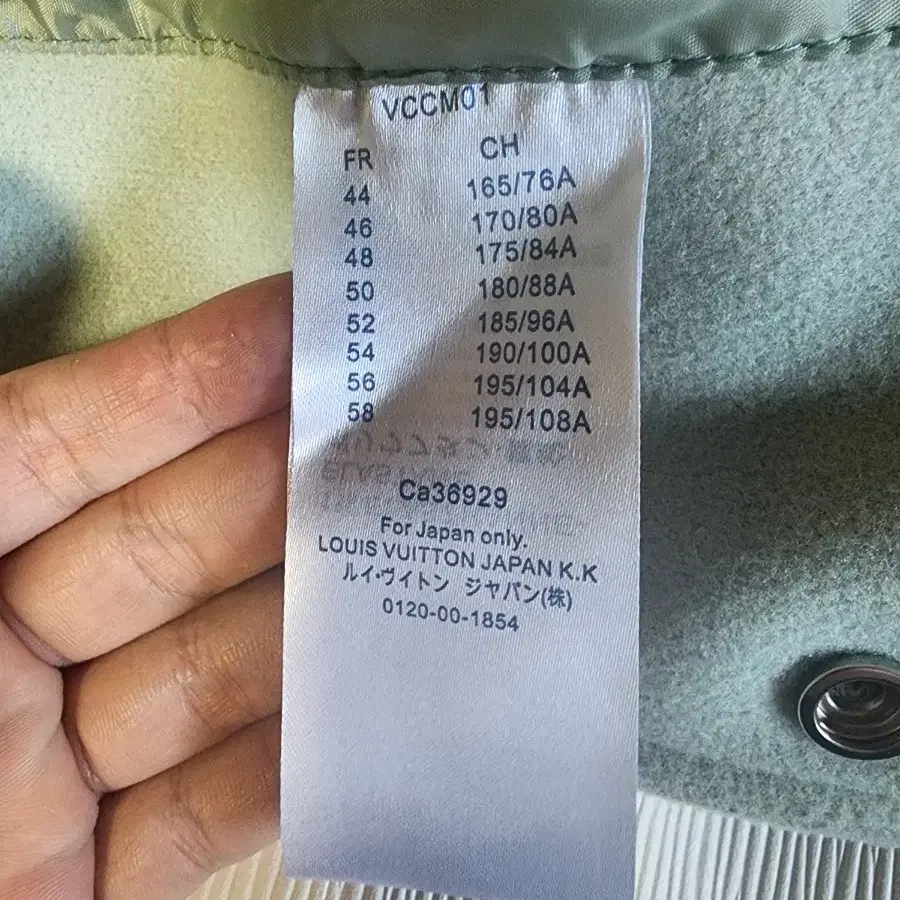 VCCM01
FR CH
44 165/76A
46 170/80A
48 175/84A
50 180/88A
52 185/96A
54 190/100A
56 195/104A
58 195/108A
Ca36929
For Japan only.
LOUIS VUITTON JAPAN K.K
ルイ・ヴイトン ジャパン(株)
0120-00-1854